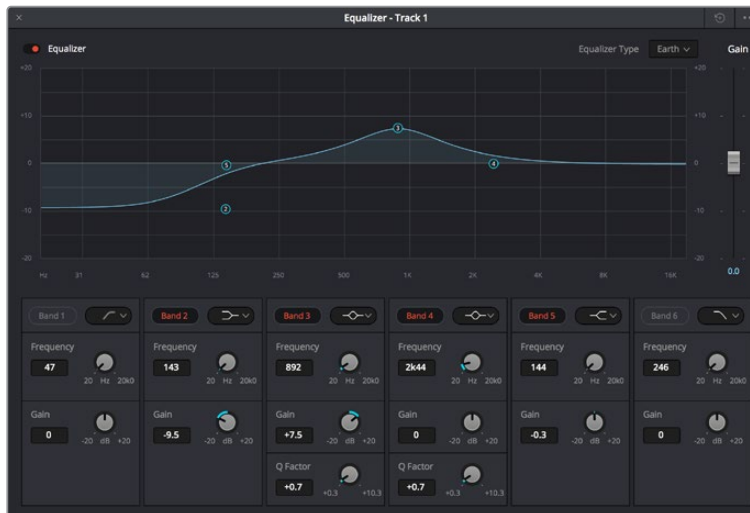 Equalizer - Track 1
Equalizer
Equalizer Type Earth Gain
+20 +20
+10 +10
0 0
-10 -10
-20 -20
Hz 31 62 125 250 500 1K 2K 4K 8K 16K
5 2 3 4
0.0
Band 1 Band 2 Band 3 Band 4 Band 5 Band 6
Frequency Frequency Frequency Frequency Frequency Frequency
47 143 892 2k44 144 246
20 Hz 20k0 20 Hz 20k0 20 Hz 20k0 20 Hz 20k0 20 Hz 20k0 20 Hz 20k0
Gain Gain Gain Gain Gain Gain
0 -9.5 +7.5 0 -0.3 0
-20 dB +20 -20 dB +20 -20 dB +20 -20 dB +20 -20 dB +20 -20 dB +20
Q Factor Q Factor
+0.7 +0.7
+0.3 +10.3 +0.3 +10.3